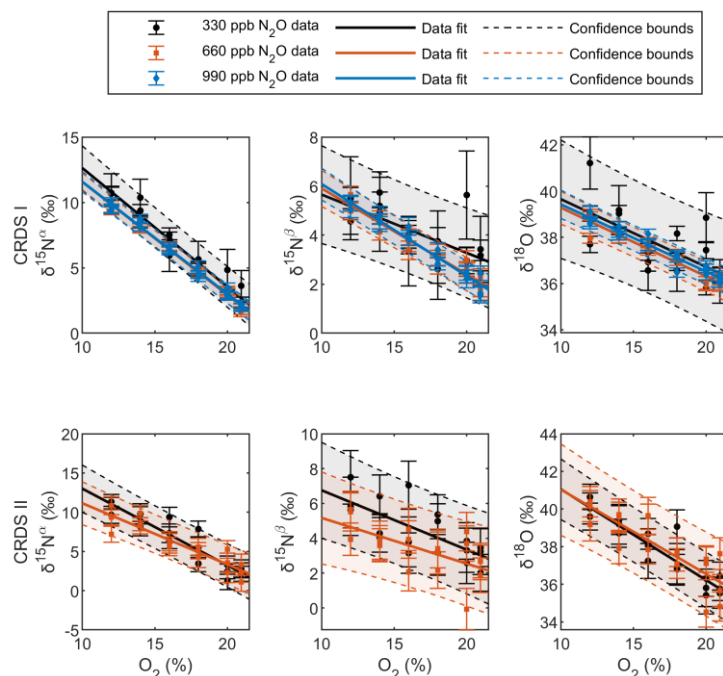 330 ppb N2O data Data fit Confidence bounds
660 ppb N2O data Data fit Confidence bounds
990 ppb N2O data Data fit Confidence bounds
CRDS I
δ15Nα (‰)
15
10
5
0
10 15 20
δ15Nβ (‰)
8
6
4
2
0
10 15 20
δ18O (‰)
42
40
38
36
34
10 15 20
CRDS II
δ15Nα (‰)
20
15
10
5
0
-5
10 15 20
O2 (%)
δ15Nβ (‰)
10
5
0
10 15 20
O2 (%)
δ18O (‰)
44
42
40
38
36
34
10 15 20
O2 (%)